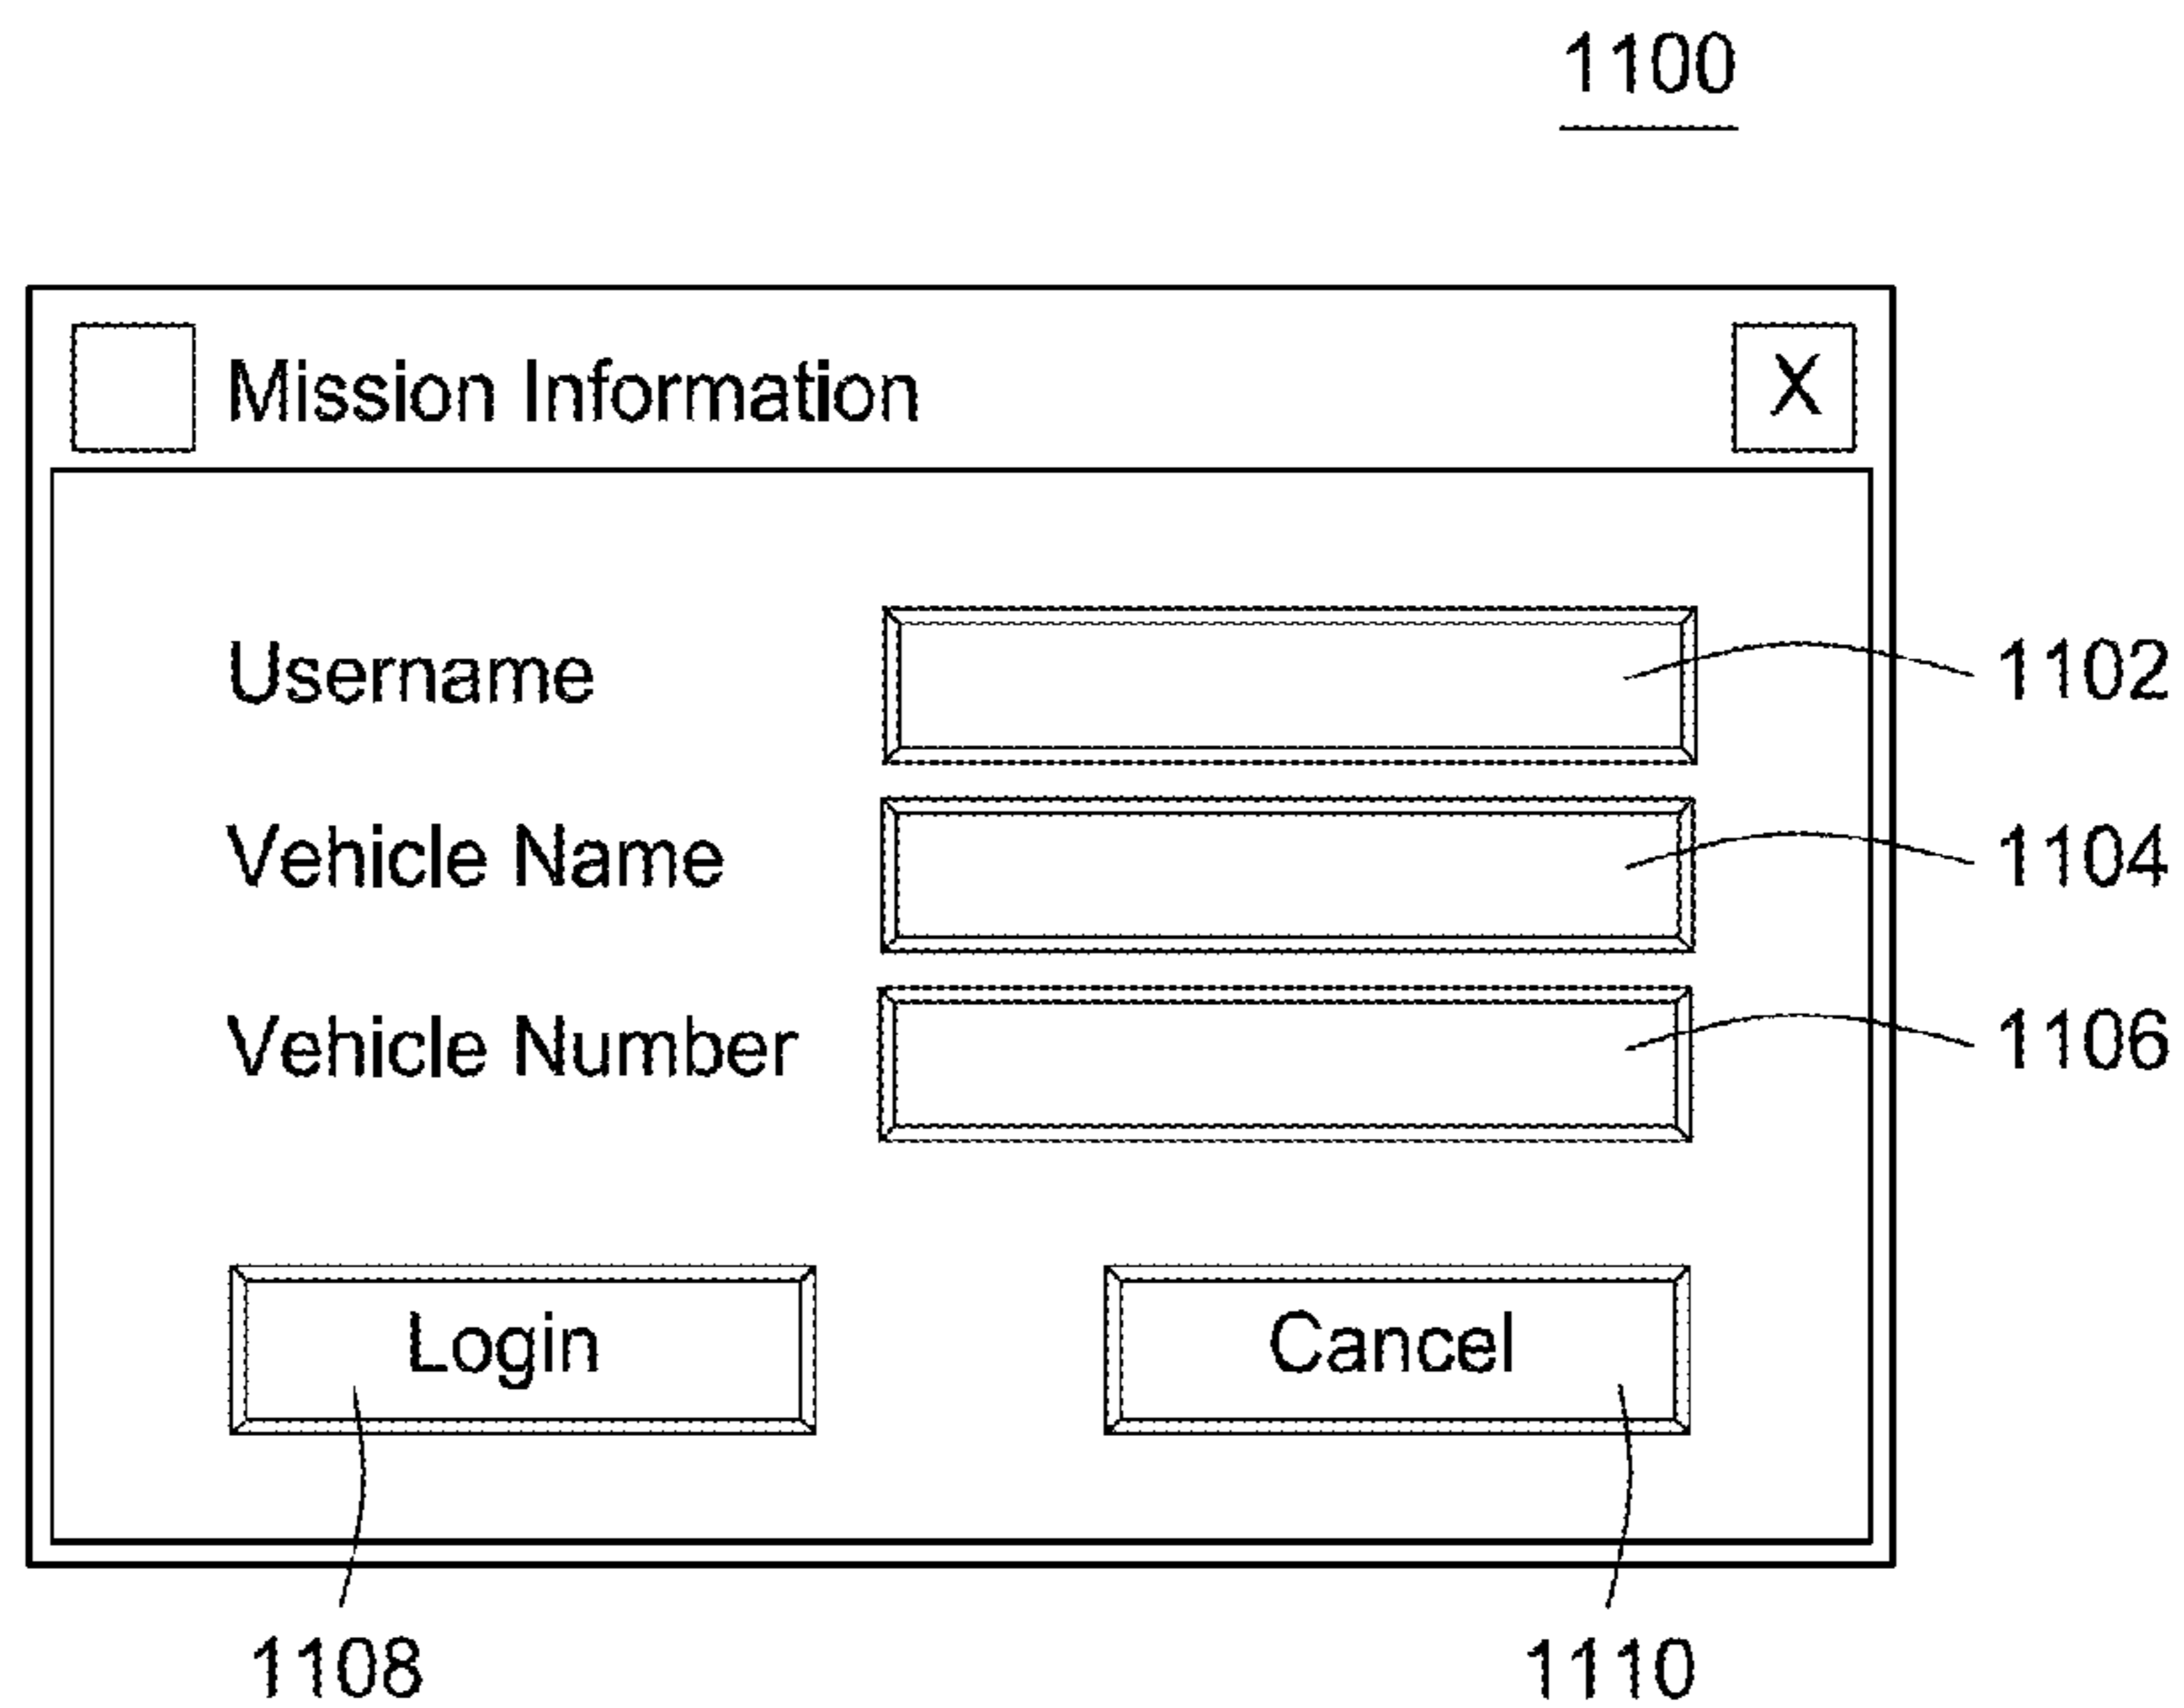 1100
Mission Information X
Username 1102
Vehicle Name 1104
Vehicle Number 1106
Login Cancel
1108 1110